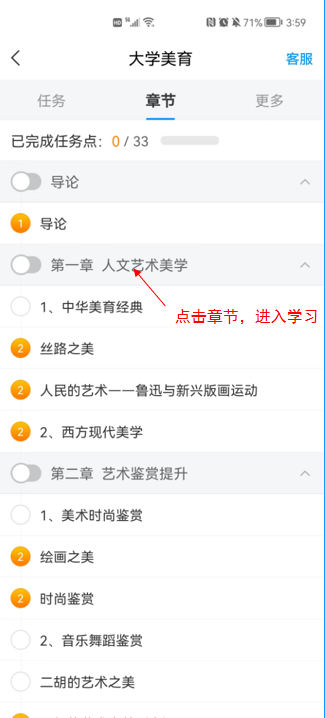 HD 5G 71% 3:59
大学美育 客服
任务 章节 更多
已完成任务点: 0 / 33
导论
1 导论
第一章 人文艺术美学
1、中华美育经典
点击章节，进入学习
2 丝路之美
2 人民的艺术——鲁迅与新兴版画运动
2 2、西方现代美学
第二章 艺术鉴赏提升
1、美术时尚鉴赏
2 绘画之美
2 时尚鉴赏
2、音乐舞蹈鉴赏
二胡的艺术之美